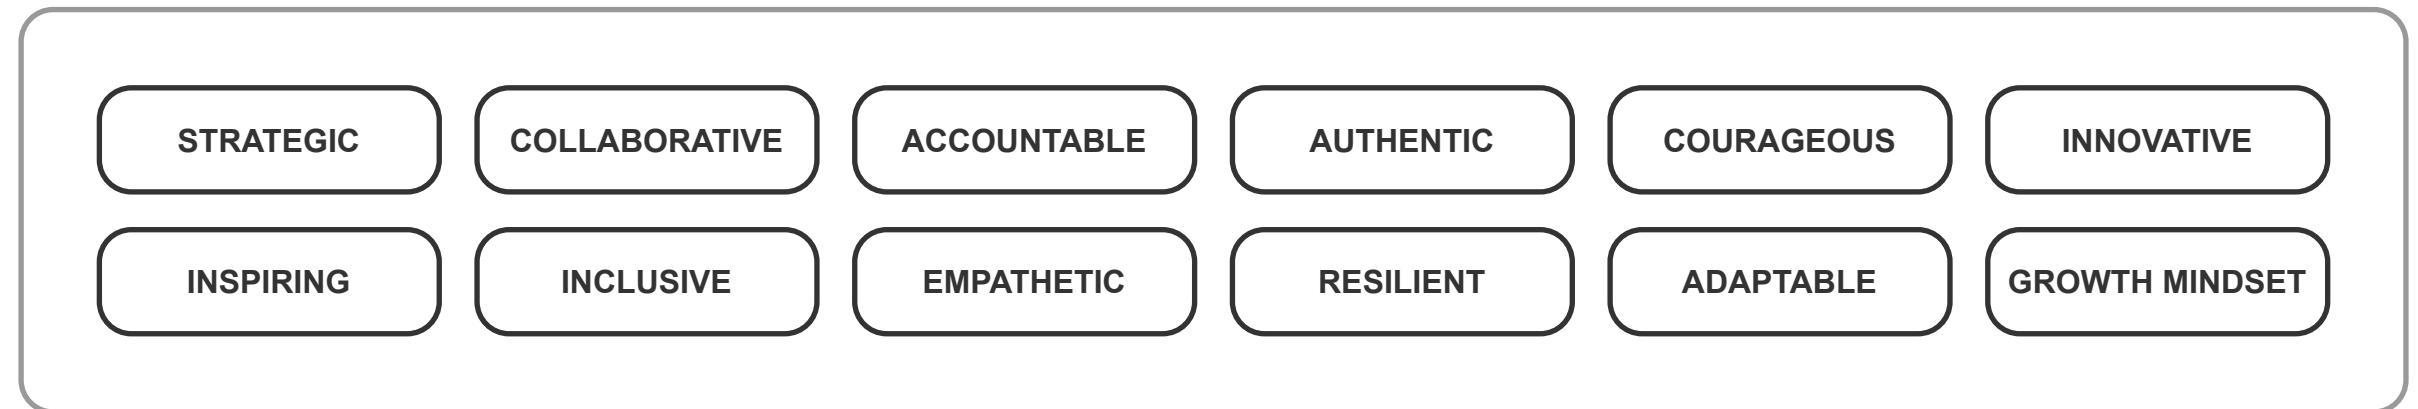 STRATEGIC COLLABORATIVE ACCOUNTABLE AUTHENTIC COURAGEOUS INNOVATIVE
INSPIRING INCLUSIVE EMPATHETIC RESILIENT ADAPTABLE GROWTH MINDSET